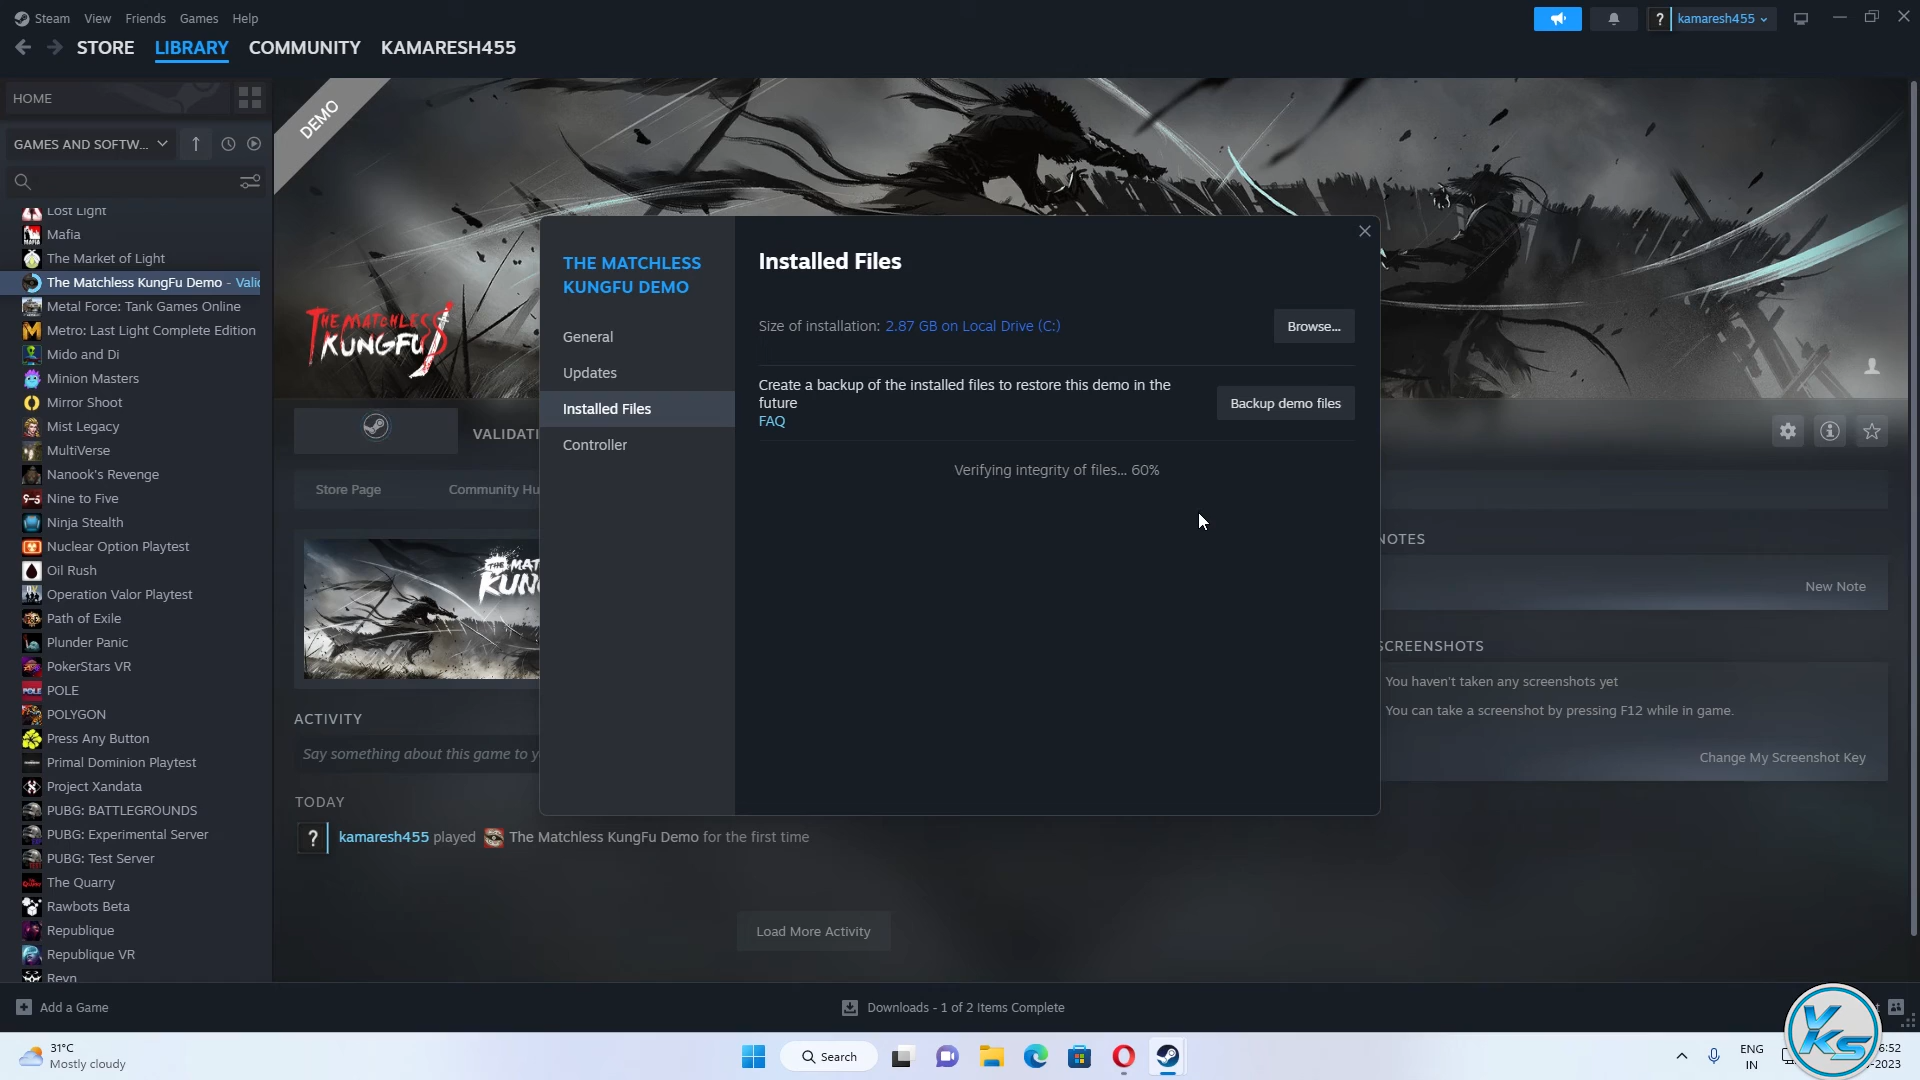 Steam View Friends Games Help
kamaresh455
STORE LIBRARY COMMUNITY KAMARESH455
HOME
GAMES AND SOFTW...
Lost Light
Mafia
The Market of Light
The Matchless KungFu Demo - Valid
Metal Force: Tank Games Online
Metro: Last Light Complete Edition
Mido and Di
Minion Masters
Mirror Shoot
Mist Legacy
MultiVerse
Nanook's Revenge
Nine to Five
Ninja Stealth
Nuclear Option Playtest
Oil Rush
Operation Valor Playtest
Path of Exile
Plunder Panic
PokerStars VR
POLE
POLYGON
Press Any Button
Primal Dominion Playtest
Project Xandata
PUBG: BATTLEGROUNDS
PUBG: Experimental Server
PUBG: Test Server
The Quarry
Rawbots Beta
Republique
Republique VR
Revn
DEMO
THE MATCHLESS
KUNGFU
VALIDATI
Store Page Community Hu
THE MAT
KUN
ACTIVITY
Say something about this game to y
TODAY
kamaresh455 played The Matchless KungFu Demo for the first time
Load More Activity
THE MATCHLESS
KUNGFU DEMO
General
Updates
Installed Files
Controller
Installed Files
Size of installation: 2.87 GB on Local Drive (C:)
Browse...
Create a backup of the installed files to restore this demo in the
future
FAQ
Backup demo files
Verifying integrity of files... 60%
NOTES
New Note
SCREENSHOTS
You haven't taken any screenshots yet
You can take a screenshot by pressing F12 while in game.
Change My Screenshot Key
Add a Game
Downloads - 1 of 2 Items Complete
31°C
Mostly cloudy
Search
ENG
IN
6:52
-2023
YKS